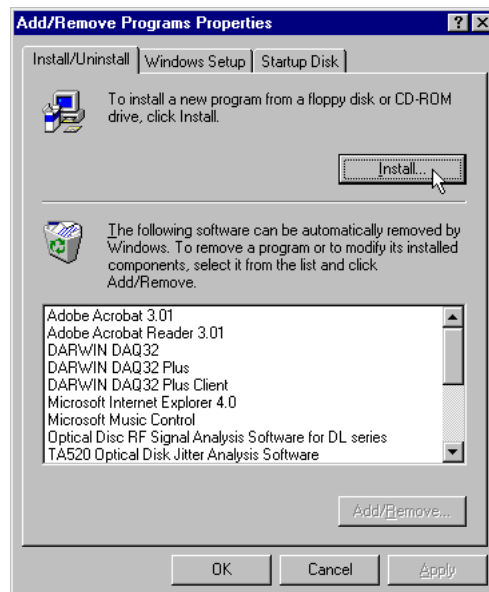 Add/Remove Programs Properties
Install/Uninstall
Windows Setup
Startup Disk
To install a new program from a floppy disk or CD-ROM
drive, click Install.
Install...
The following software can be automatically removed by
Windows. To remove a program or to modify its installed
components, select it from the list and click
Add/Remove.
Adobe Acrobat 3.01
Adobe Acrobat Reader 3.01
DARWIN DAQ32
DARWIN DAQ32 Plus
DARWIN DAQ32 Plus Client
Microsoft Internet Explorer 4.0
Microsoft Music Control
Optical Disc RF Signal Analysis Software for DL series
TA520 Optical Disk Jitter Analysis Software
Add/Remove...
OK
Cancel
Apply